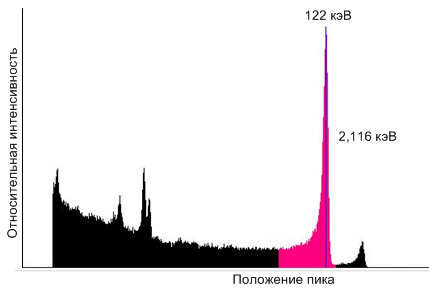 122 кэВ
2,116 кэВ
Относительная интенсивность
Положение пика